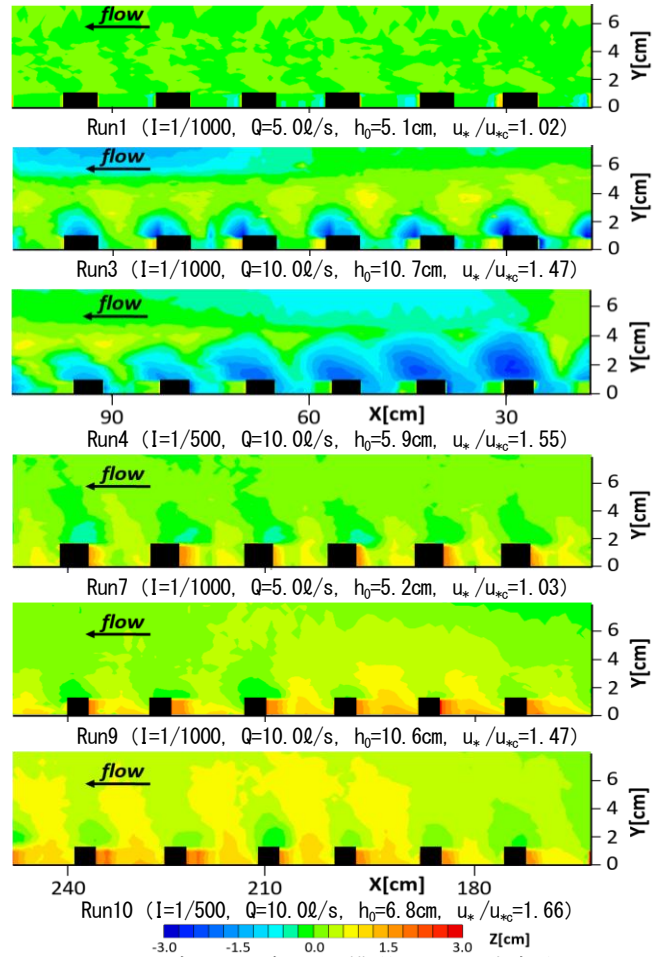 flow
6
4
2
0
Y[cm]
Run1 (I=1/1000, Q=5.0ℓ/s, h₀=5.1cm, u*/u*c=1.02)
flow
6
4
2
0
Y[cm]
Run3 (I=1/1000, Q=10.0ℓ/s, h₀=10.7cm, u*/u*c=1.47)
flow
6
4
2
0
Y[cm]
90 60 X[cm] 30
Run4 (I=1/500, Q=10.0ℓ/s, h₀=5.9cm, u*/u*c=1.55)
flow
6
4
2
0
Y[cm]
Run7 (I=1/1000, Q=5.0ℓ/s, h₀=5.2cm, u*/u*c=1.03)
flow
6
4
2
0
Y[cm]
Run9 (I=1/1000, Q=10.0ℓ/s, h₀=10.6cm, u*/u*c=1.47)
flow
6
4
2
0
Y[cm]
240 210 X[cm] 180
Run10 (I=1/500, Q=10.0ℓ/s, h₀=6.8cm, u*/u*c=1.66)
-3.0 -1.5 0.0 1.5 3.0 Z[cm]